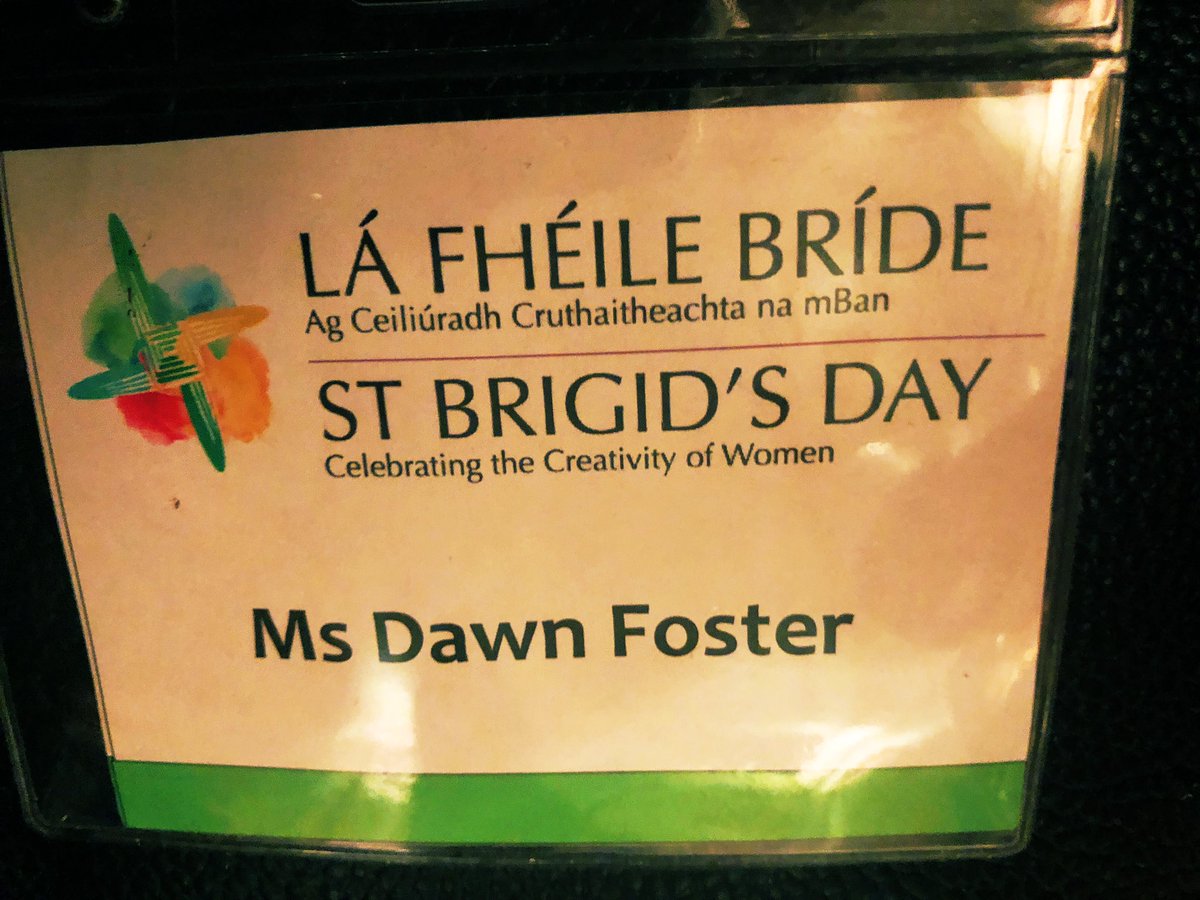 LÁ FHÉILE BRÍDE
Ag Ceiliúradh Cruthaitheachta na mBan
ST BRIGID'S DAY
Celebrating the Creativity of Women
Ms Dawn Foster